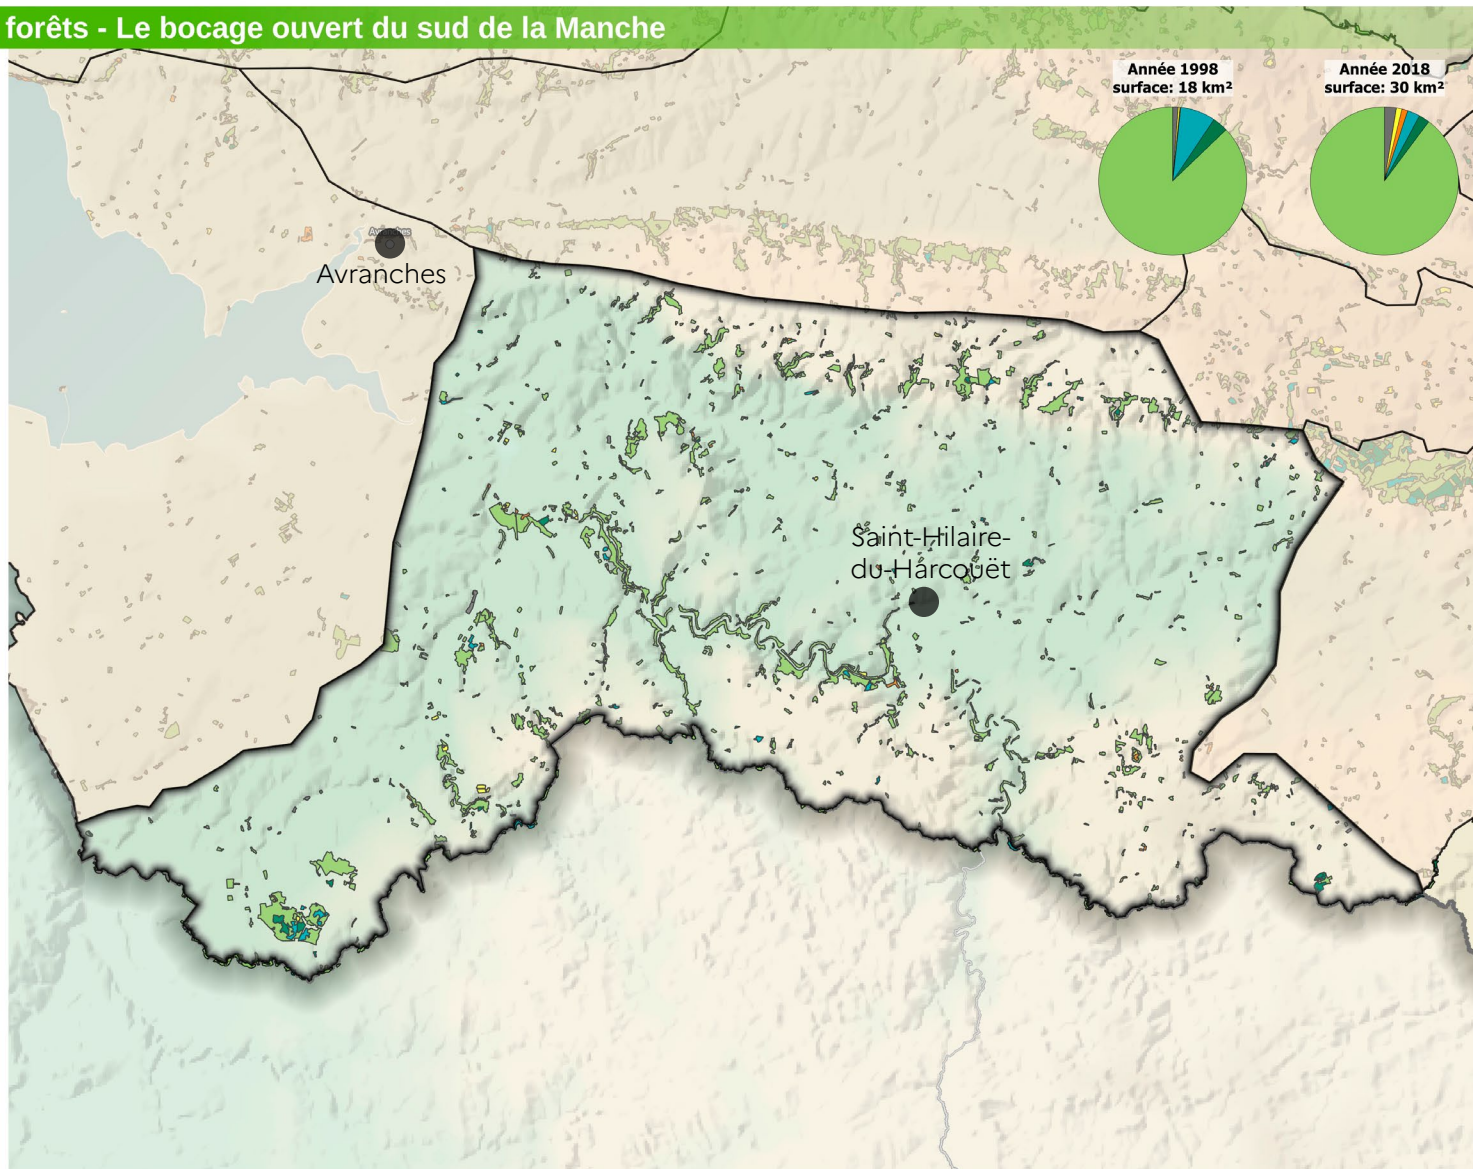 forêts - Le bocage ouvert du sud de la Manche
Année 1998
surface: 18 km²
Année 2018
surface: 30 km²
Avranches
Avranches
Saint-Hilaire-
du-Harcouët